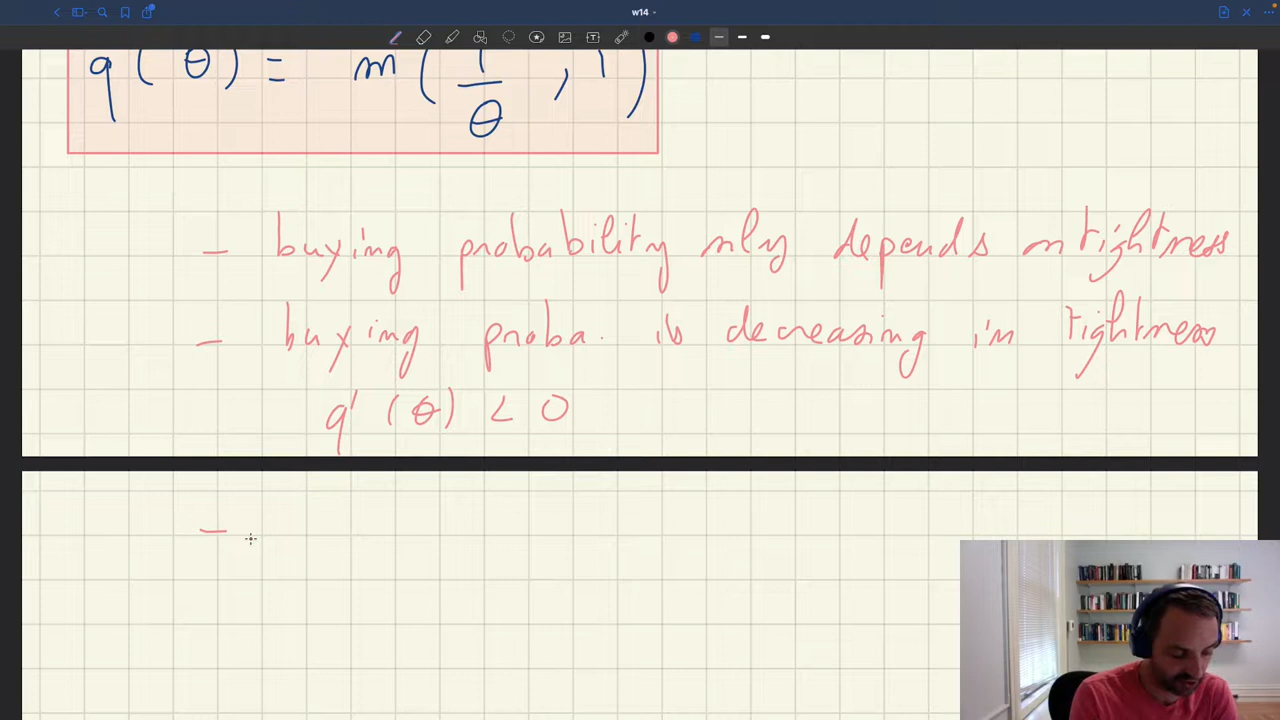 w14
q ( θ ) = m ( 1 / θ , 1 )
— buying probability only depends on tightness
— buying proba. is decreasing in tightness
q' (θ) < 0
—